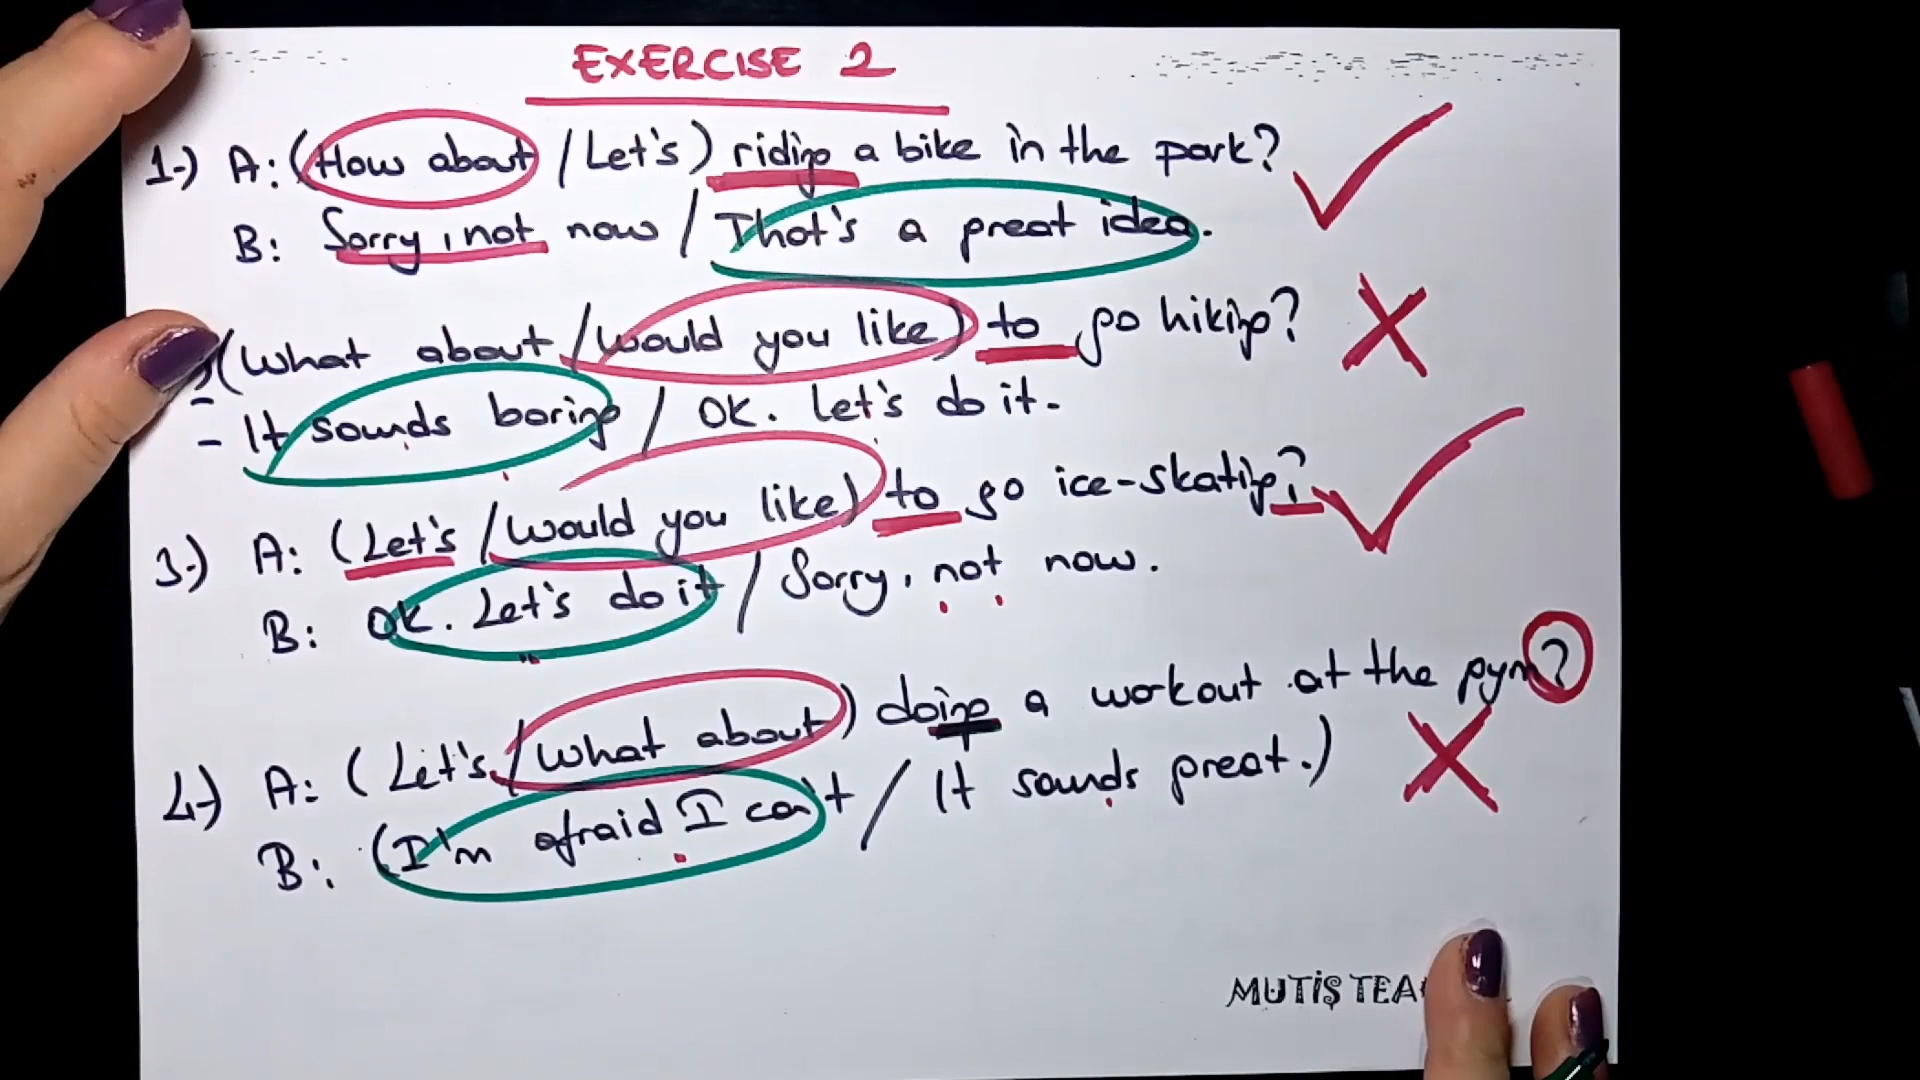 EXERCISE 2
1-) A: (How about / Let's) riding a bike in the park?
B: Sorry, not now / That's a great idea.
(What about / would you like) to go hiking?
- It sounds boring / OK. Let's do it.
3-) A: (Let's / would you like) to go ice-skating?
B: OK. Let's do it / Sorry, not now.
4-) A: (Let's / what about) doing a workout at the gym?
B: (I'm afraid I can't / It sounds great.)
MUTİŞ